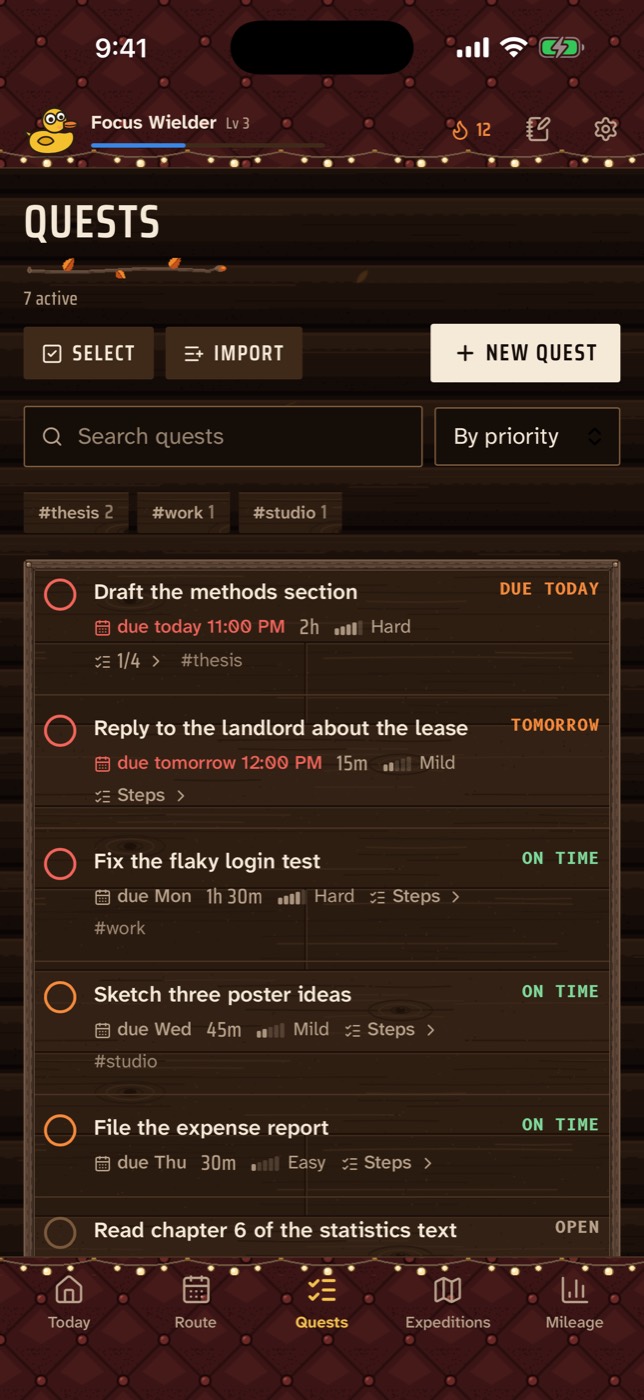 9:41
Focus Wielder Lv 3
12
QUESTS
7 active
SELECT
IMPORT
+ NEW QUEST
Search quests
By priority
#thesis 2
#work 1
#studio 1
Draft the methods section
DUE TODAY
due today 11:00 PM 2h Hard
1/4 > #thesis
Reply to the landlord about the lease
TOMORROW
due tomorrow 12:00 PM 15m Mild
Steps >
Fix the flaky login test
ON TIME
due Mon 1h 30m Hard Steps >
#work
Sketch three poster ideas
ON TIME
due Wed 45m Mild Steps >
#studio
File the expense report
ON TIME
due Thu 30m Easy Steps >
Read chapter 6 of the statistics text
OPEN
Today
Route
Quests
Expeditions
Mileage